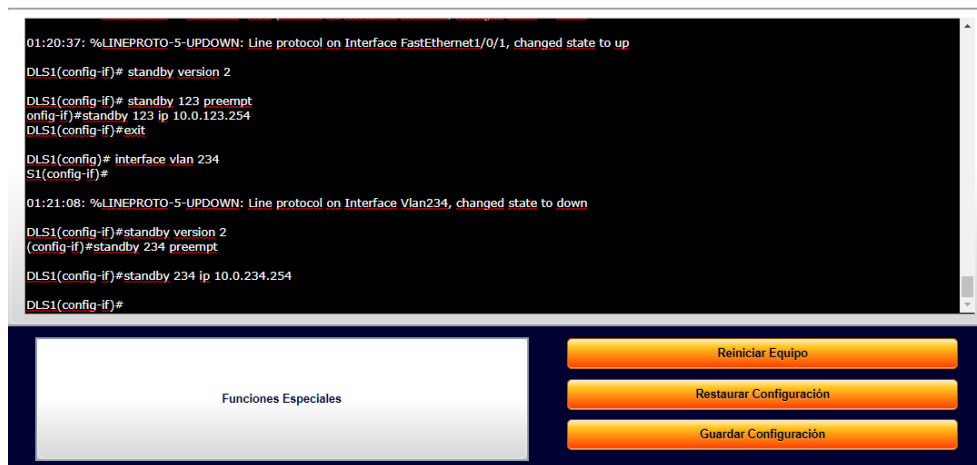 01:20:37: %LINEPROTO-5-UPDOWN: Line protocol on Interface FastEthernet1/0/1, changed state to up
DLS1(config-if)# standby version 2
DLS1(config-if)# standby 123 preempt
onfig-if)#standby 123 ip 10.0.123.254
DLS1(config-if)#exit
DLS1(config)# interface vlan 234
S1(config-if)#
01:21:08: %LINEPROTO-5-UPDOWN: Line protocol on Interface Vlan234, changed state to down
DLS1(config-if)#standby version 2
(config-if)#standby 234 preempt
DLS1(config-if)#standby 234 ip 10.0.234.254
DLS1(config-if)#
Funciones Especiales
Reiniciar Equipo
Restaurar Configuración
Guardar Configuración